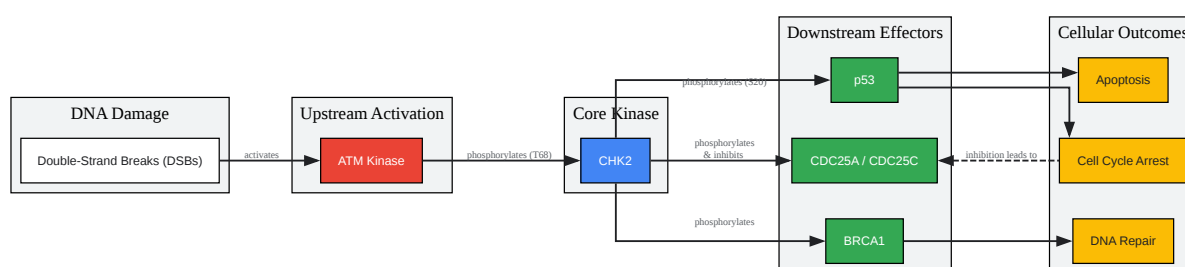 DNA Damage
Double-Strand Breaks (DSBs)
activates
Upstream Activation
ATM Kinase
phosphorylates (T68)
Core Kinase
CHK2
phosphorylates (S20)
phosphorylates
& inhibits
phosphorylates
Downstream Effectors
p53
CDC25A / CDC25C
BRCA1
inhibition leads to
Cellular Outcomes
Apoptosis
Cell Cycle Arrest
DNA Repair